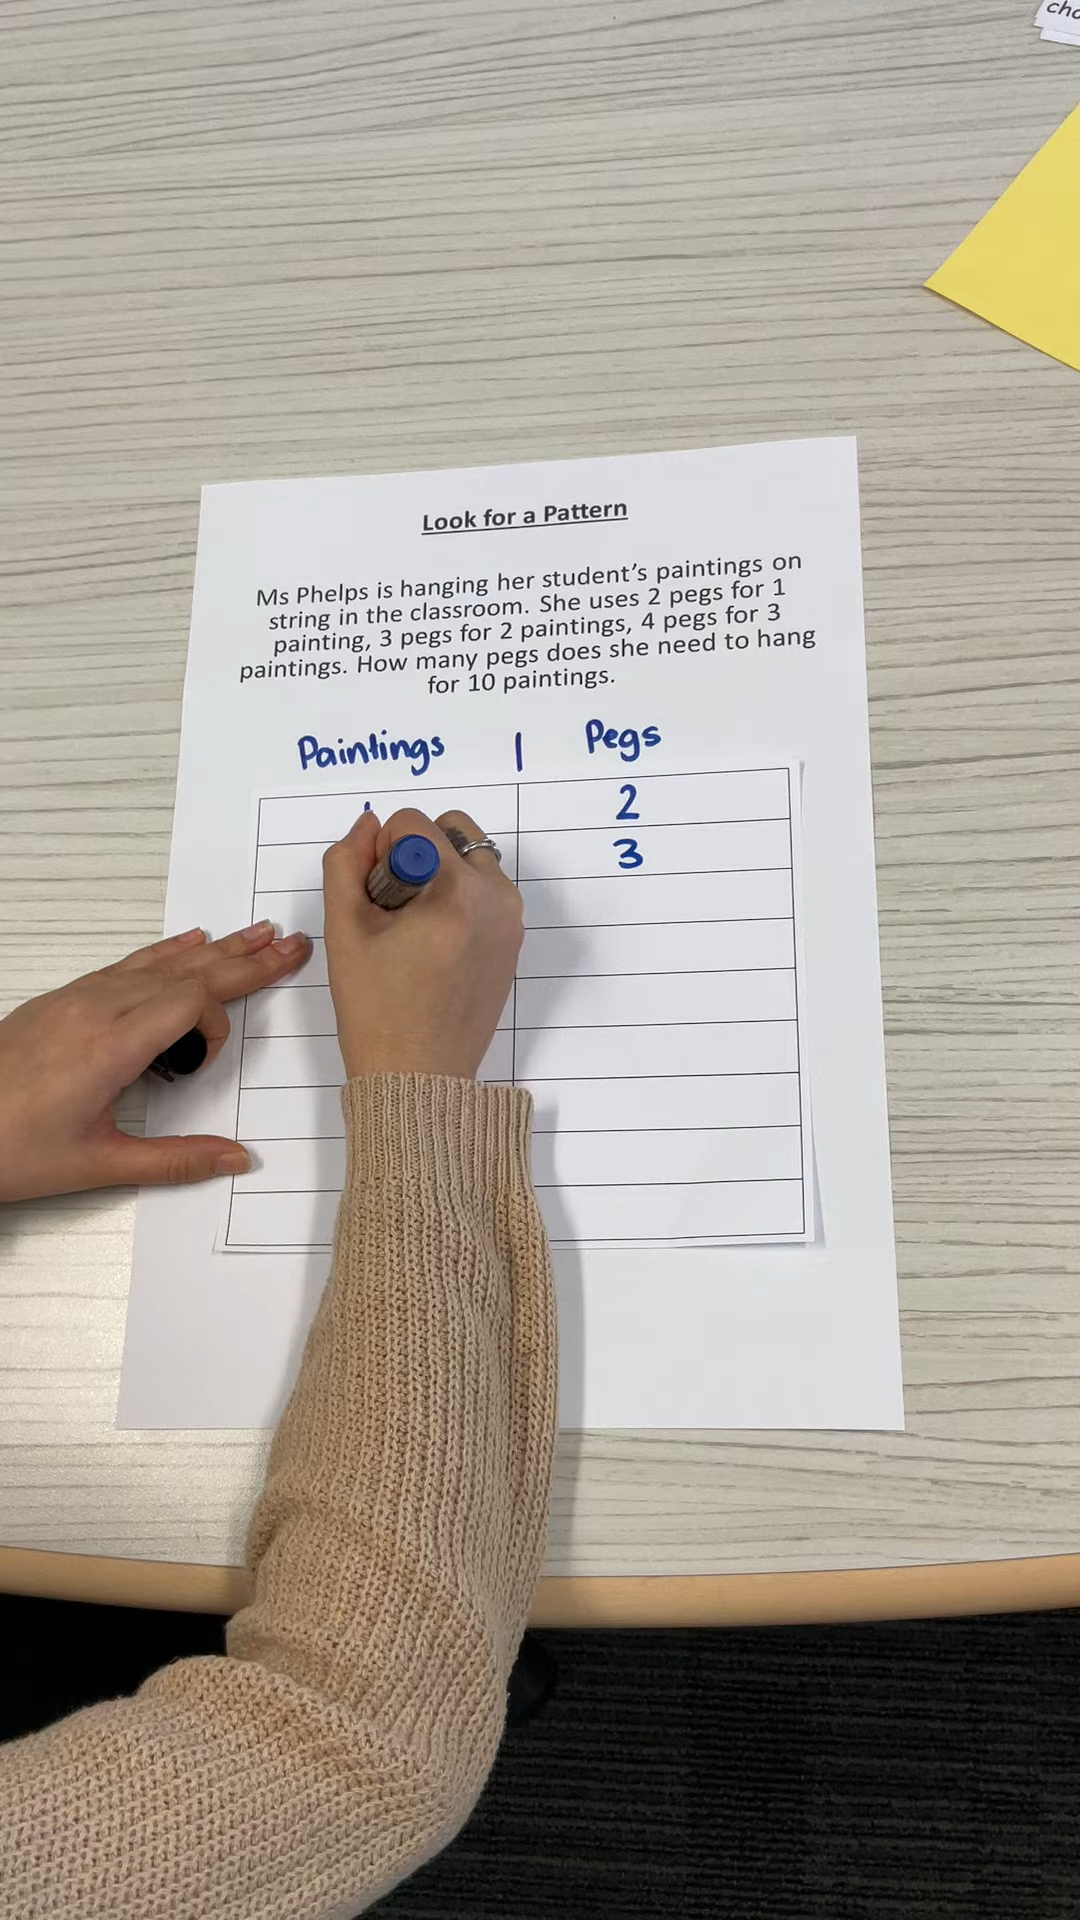 cho
Look for a Pattern
Ms Phelps is hanging her student's paintings on
string in the classroom. She uses 2 pegs for 1
painting, 3 pegs for 2 paintings, 4 pegs for 3
paintings. How many pegs does she need to hang
for 10 paintings.
Paintings | Pegs
2
3